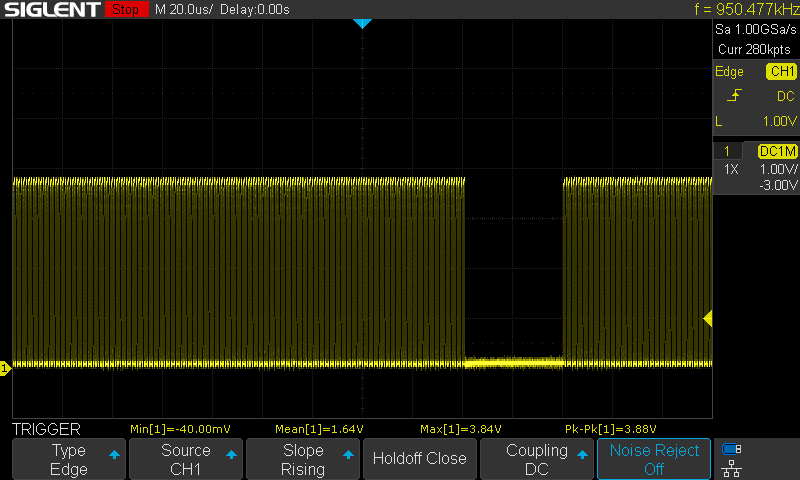 SIGLENT Stop M 20.0us/ Delay:0.00s f = 950.477kHz
Sa 1.00GSa/s
Curr 280kpts
Edge CH1
DC
L 1.00V
1 DC1M
1X 1.00V/
-3.00V
1
TRIGGER Min[1]=-40.00mV Mean[1]=1.64V Max[1]=3.84V Pk-Pk[1]=3.88V
Type Source Slope Holdoff Close Coupling Noise Reject
Edge CH1 Rising DC Off